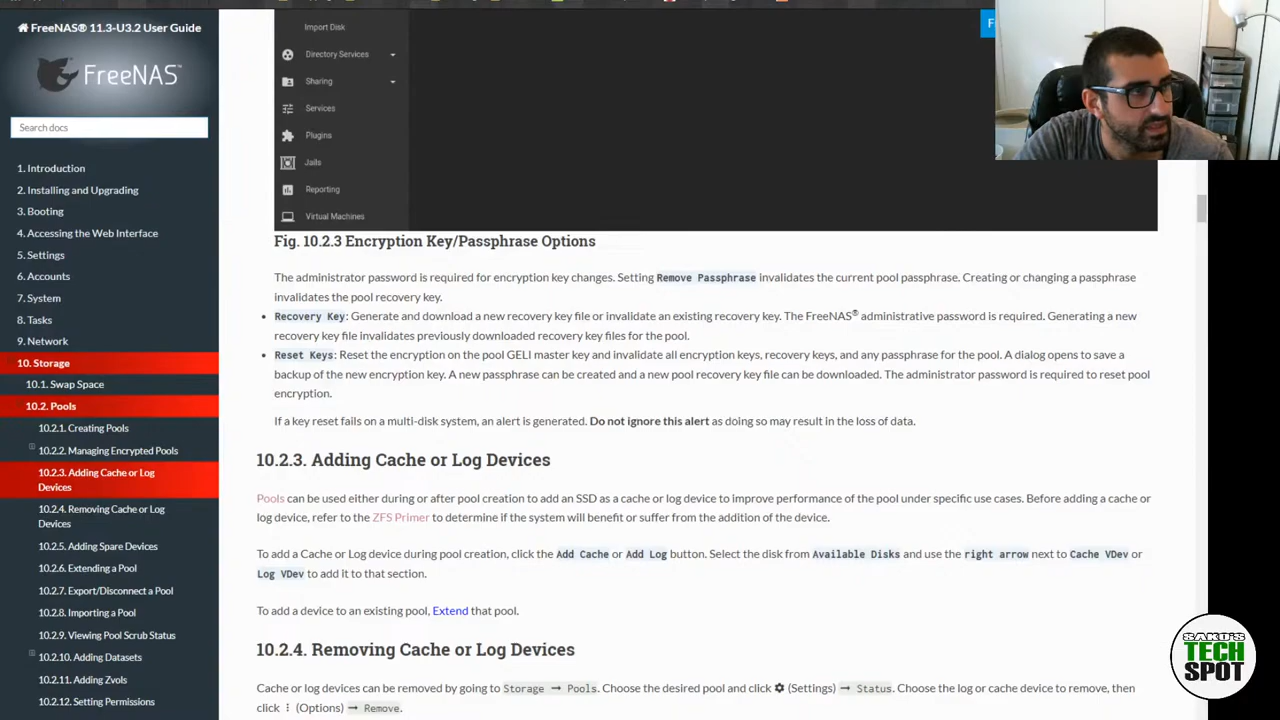 FreeNAS® 11.3-U3.2 User Guide
FreeNAS™
Search docs
1. Introduction
2. Installing and Upgrading
3. Booting
4. Accessing the Web Interface
5. Settings
6. Accounts
7. System
8. Tasks
9. Network
10. Storage
10.1. Swap Space
10.2. Pools
10.2.1. Creating Pools
10.2.2. Managing Encrypted Pools
10.2.3. Adding Cache or Log
Devices
10.2.4. Removing Cache or Log
Devices
10.2.5. Adding Spare Devices
10.2.6. Extending a Pool
10.2.7. Export/Disconnect a Pool
10.2.8. Importing a Pool
10.2.9. Viewing Pool Scrub Status
10.2.10. Adding Datasets
10.2.11. Adding Zvols
10.2.12. Setting Permissions
Import Disk
Directory Services
Sharing
Services
Plugins
Jails
Reporting
Virtual Machines
Fig. 10.2.3 Encryption Key/Passphrase Options
The administrator password is required for encryption key changes. Setting Remove Passphrase invalidates the current pool passphrase. Creating or changing a passphrase
invalidates the pool recovery key.
• Recovery Key: Generate and download a new recovery key file or invalidate an existing recovery key. The FreeNAS® administrative password is required. Generating a new
recovery key file invalidates previously downloaded recovery key files for the pool.
• Reset Keys: Reset the encryption on the pool GELI master key and invalidate all encryption keys, recovery keys, and any passphrase for the pool. A dialog opens to save a
backup of the new encryption key. A new passphrase can be created and a new pool recovery key file can be downloaded. The administrator password is required to reset pool
encryption.
If a key reset fails on a multi-disk system, an alert is generated. Do not ignore this alert as doing so may result in the loss of data.
10.2.3. Adding Cache or Log Devices
Pools can be used either during or after pool creation to add an SSD as a cache or log device to improve performance of the pool under specific use cases. Before adding a cache or
log device, refer to the ZFS Primer to determine if the system will benefit or suffer from the addition of the device.
To add a Cache or Log device during pool creation, click the Add Cache or Add Log button. Select the disk from Available Disks and use the right arrow next to Cache VDev or
Log VDev to add it to that section.
To add a device to an existing pool, Extend that pool.
10.2.4. Removing Cache or Log Devices
Cache or log devices can be removed by going to Storage → Pools. Choose the desired pool and click (Settings) → Status. Choose the log or cache device to remove, then
click ⋮ (Options) → Remove.
SAKO'S
TECH
SPOT